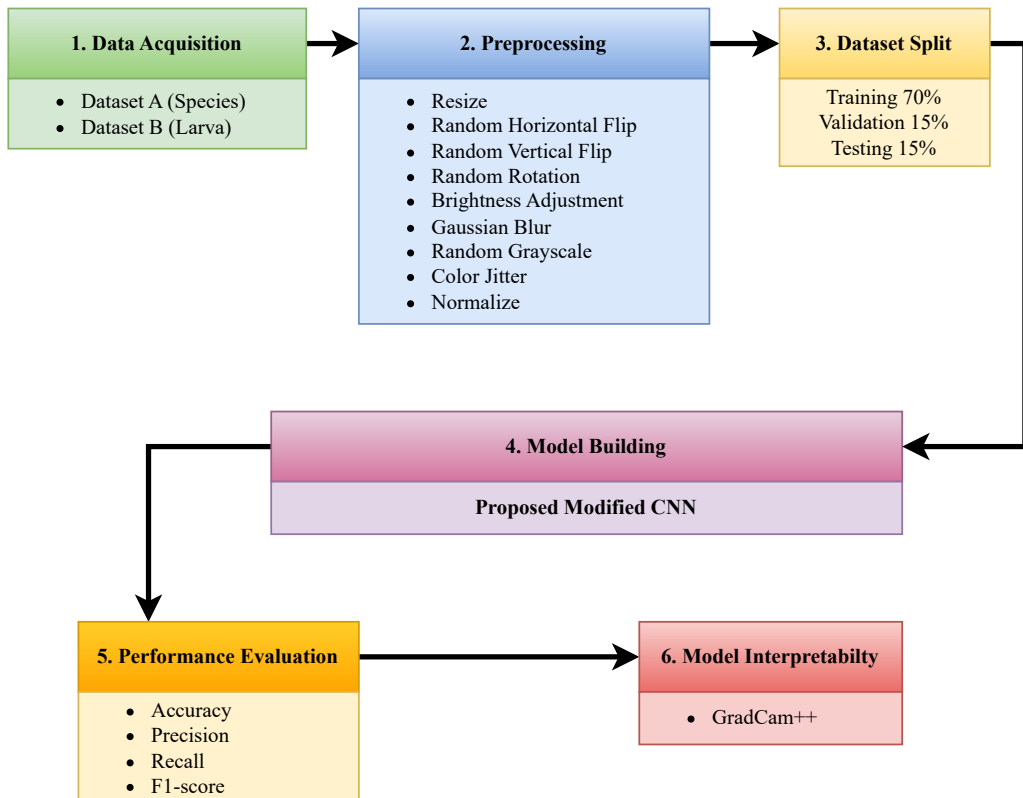 1. Data Acquisition
• Dataset A (Species)
• Dataset B (Larva)
2. Preprocessing
• Resize
• Random Horizontal Flip
• Random Vertical Flip
• Random Rotation
• Brightness Adjustment
• Gaussian Blur
• Random Grayscale
• Color Jitter
• Normalize
3. Dataset Split
Training 70%
Validation 15%
Testing 15%
4. Model Building
Proposed Modified CNN
5. Performance Evaluation
• Accuracy
• Precision
• Recall
• F1-score
6. Model Interpretabilty
• GradCam++